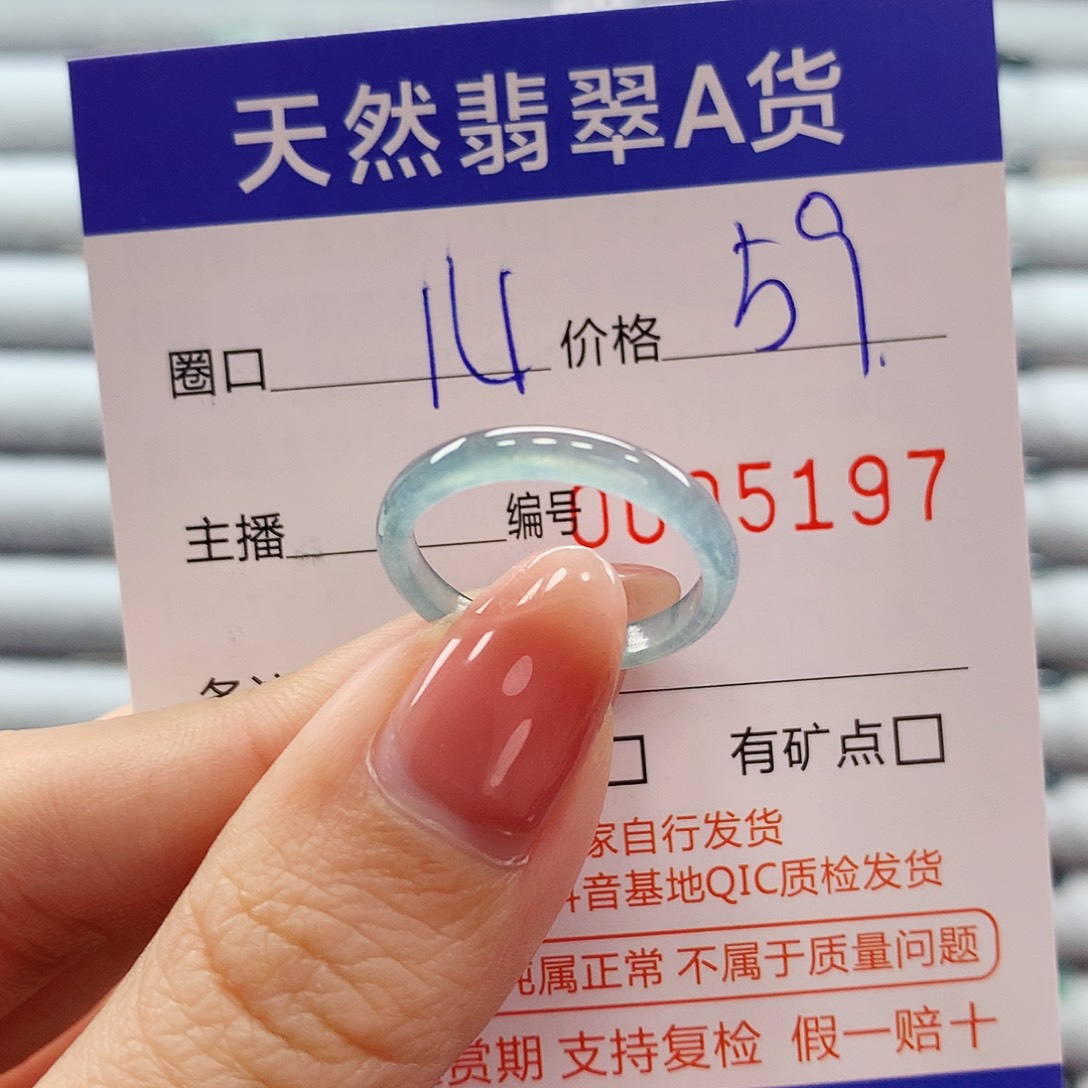 天然翡翠A货
圈口 14 价格 59.
主播 编号 5197
有矿点
家自行发货
音基地QIC质检发货
属正常 不属于质量问题
赏期 支持复检 假一赔十